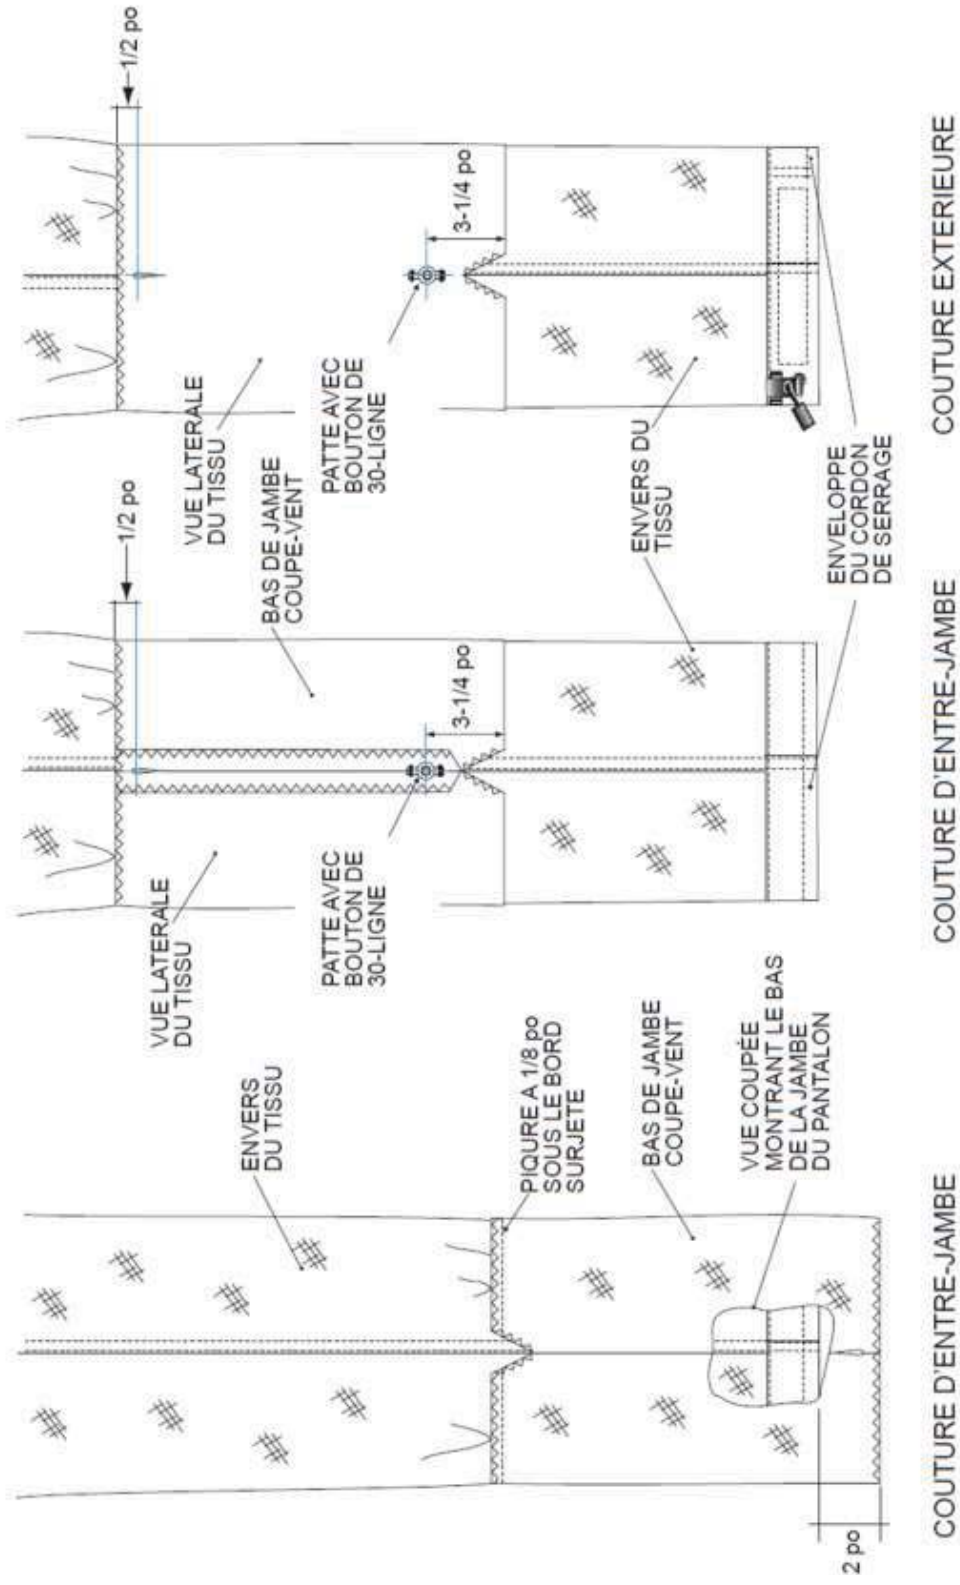 ENVERS
DU TISSU
PIQURE A 1/8 po
SOUS LE BORD
SURJETE
BAS DE JAMBE
COUPE-VENT
VUE COUPÉE
MONTRANT LE BAS
DE LA JAMBE
DU PANTALON
2 po
COUTURE D'ENTRE-JAMBE
1/2 po
VUE LATERALE
DU TISSU
BAS DE JAMBE
COUPE-VENT
PATTE AVEC
BOUTON DE
30-LIGNE
3-1/4 po
ENVERS DU
TISSU
ENVELOPPE
DU CORDON
DE SERRAGE
COUTURE D'ENTRE-JAMBE
1/2 po
VUE LATERALE
DU TISSU
PATTE AVEC
BOUTON DE
30-LIGNE
3-1/4 po
COUTURE EXTERIEURE